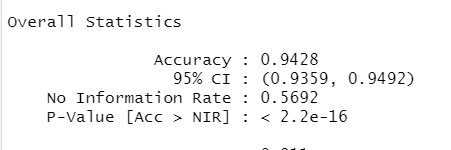 Overall Statistics
Accuracy : 0.9428
95% CI : (0.9359, 0.9492)
No Information Rate : 0.5692
P-Value [Acc > NIR] : < 2.2e-16